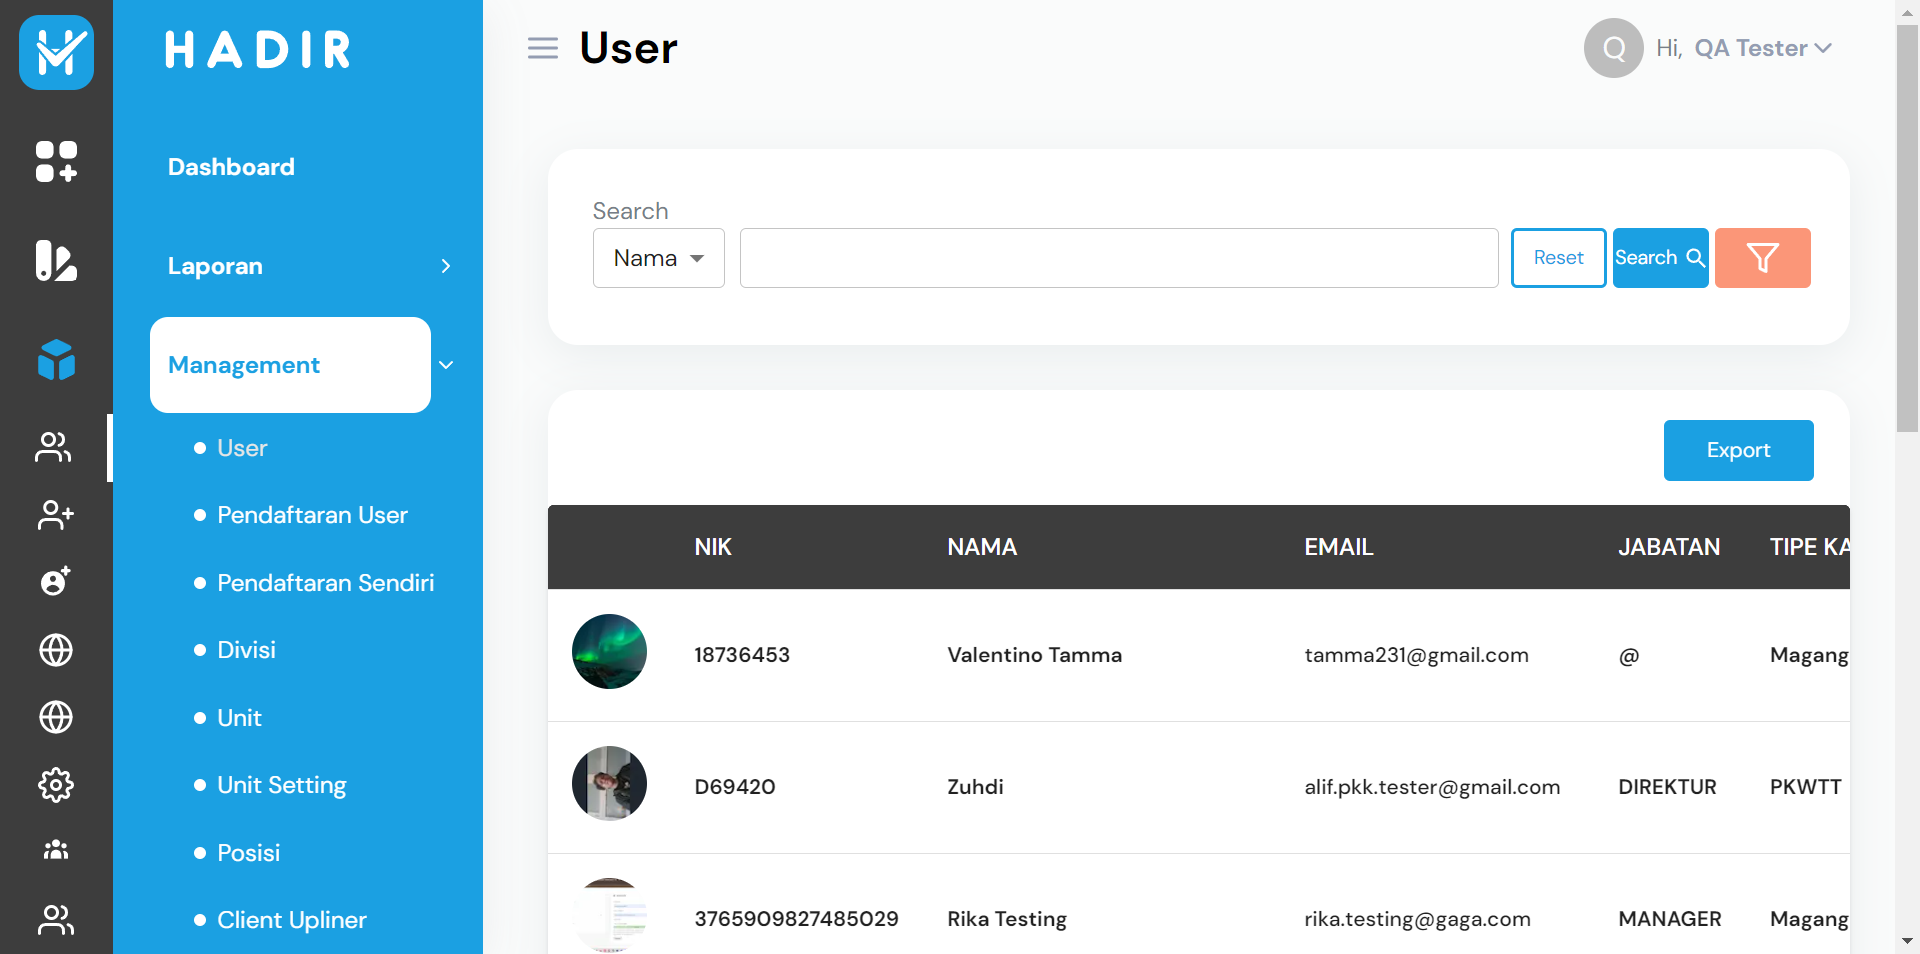 HADIR
User
Q
Hi, QA Tester
Dashboard
Laporan
Management
User
Pendaftaran User
Pendaftaran Sendiri
Divisi
Unit
Unit Setting
Posisi
Client Upliner
Search
Nama
Reset
Search
Export
NIK NAMA EMAIL JABATAN TIPE KA
18736453 Valentino Tamma tamma231@gmail.com @ Magang
D69420 Zuhdi alif.pkk.tester@gmail.com DIREKTUR PKWTT
3765909827485029 Rika Testing rika.testing@gaga.com MANAGER Magang